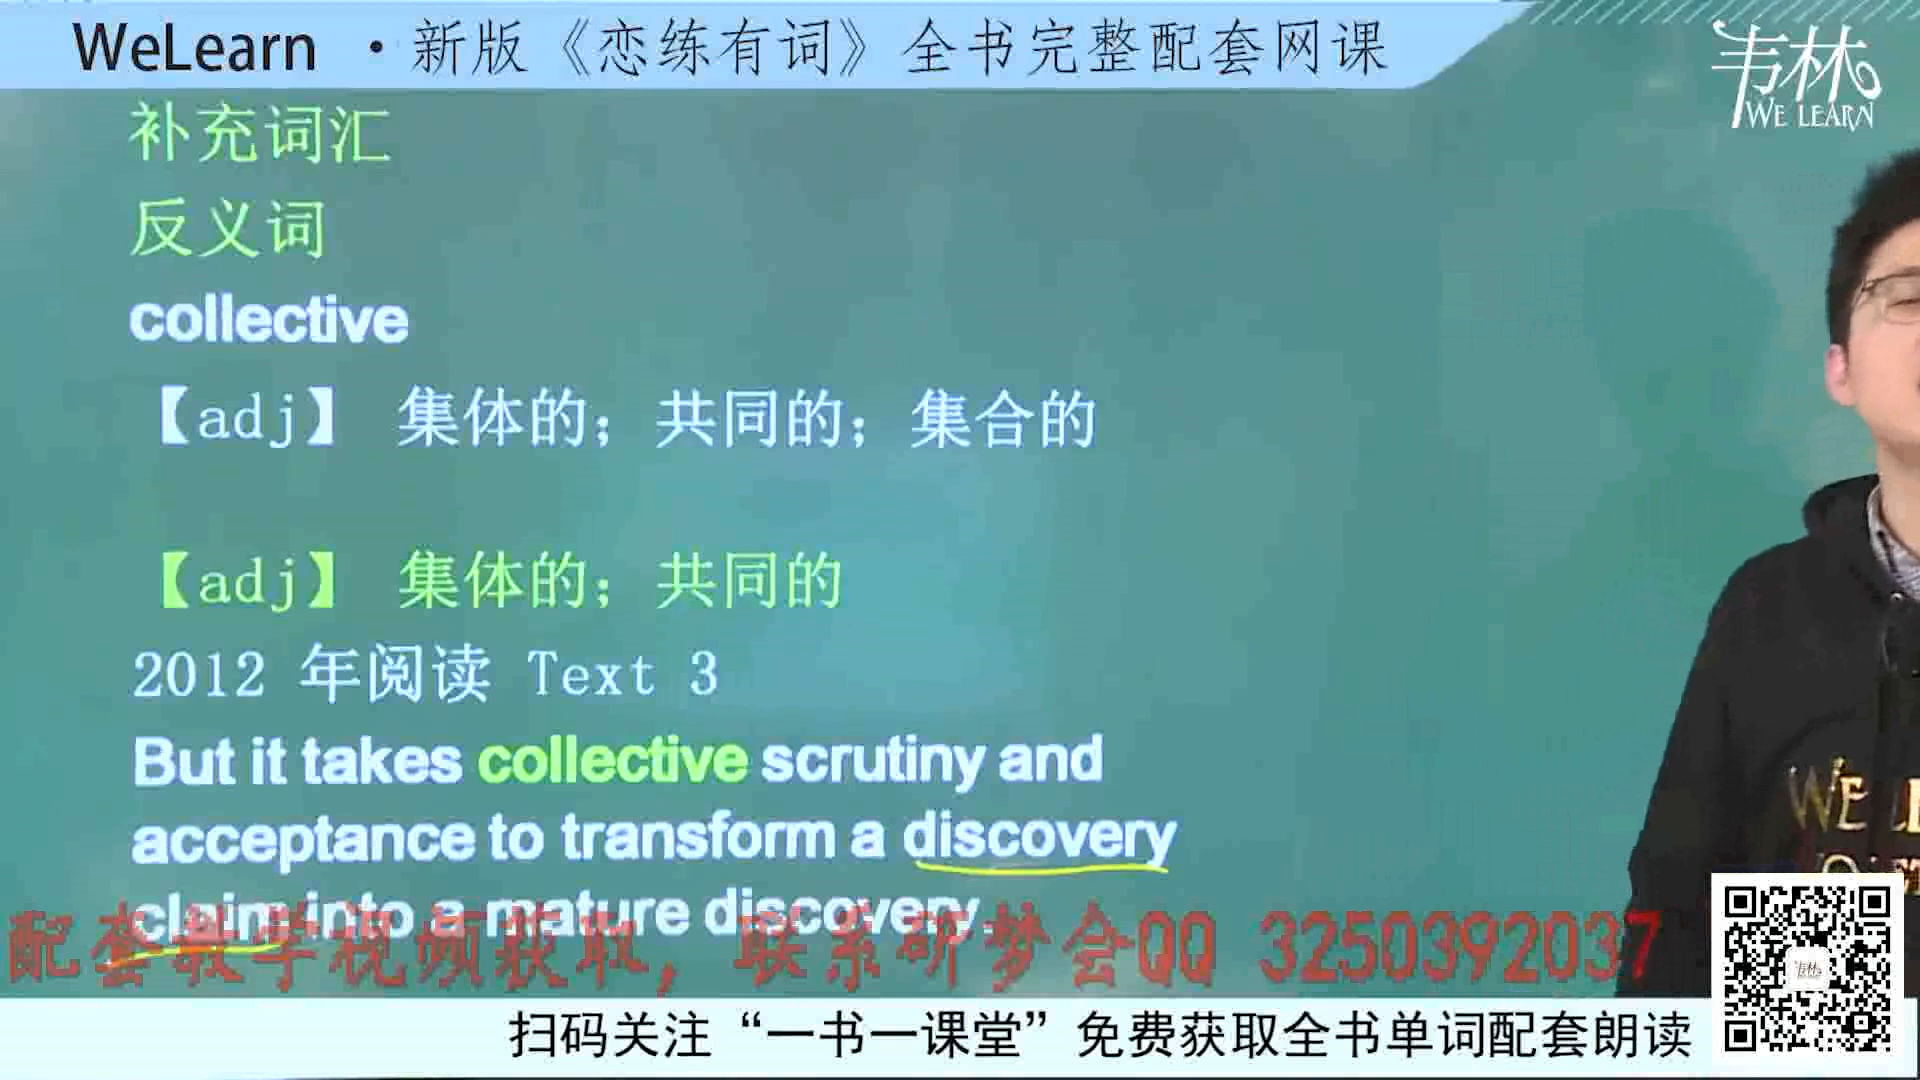 WeLearn ·新版《恋练有词》全书完整配套网课
韦林
WE LEARN
补充词汇
反义词
collective
【adj】 集体的；共同的；集合的
【adj】 集体的；共同的
2012 年阅读 Text 3
But it takes collective scrutiny and
acceptance to transform a discovery
claim into a mature discovery.
配套教学视频获取，联系研梦会QQ 3250392037
扫码关注“一书一课堂”免费获取全书单词配套朗读